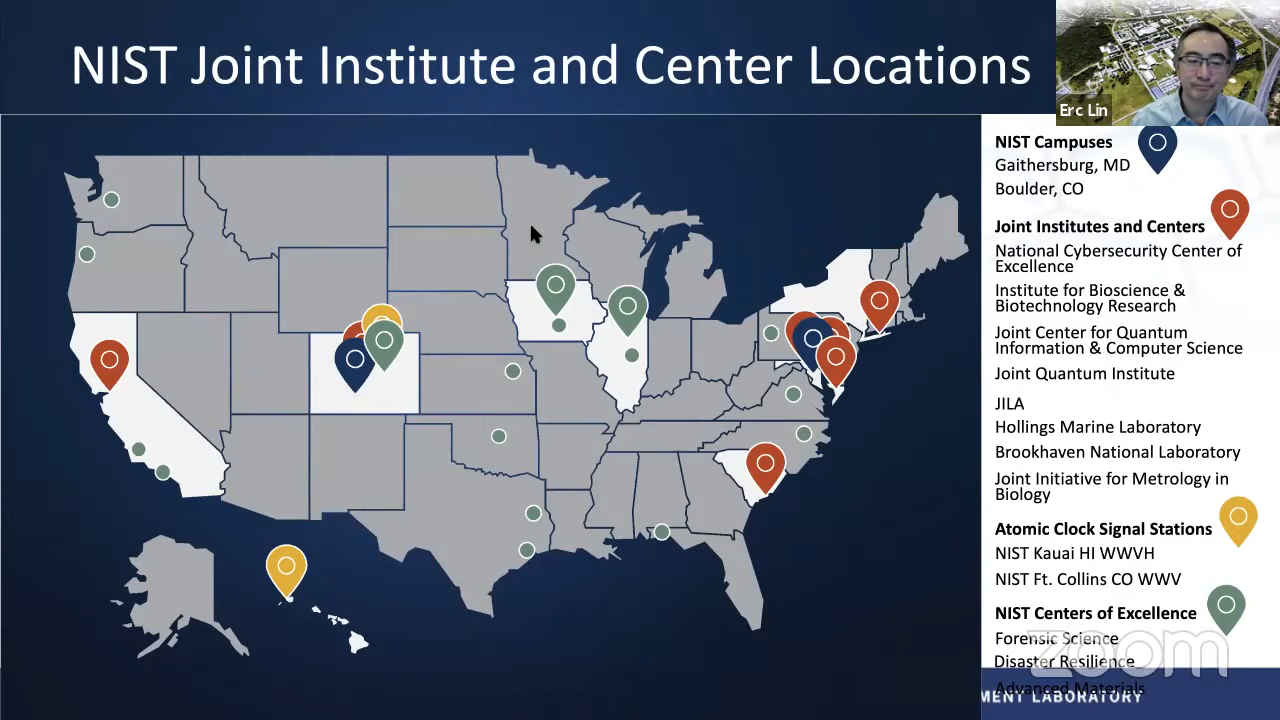 NIST Joint Institute and Center Locations
Erc Lin
NIST Campuses
Gaithersburg, MD
Boulder, CO
Joint Institutes and Centers
National Cybersecurity Center of
Excellence
Institute for Bioscience &
Biotechnology Research
Joint Center for Quantum
Information & Computer Science
Joint Quantum Institute
JILA
Hollings Marine Laboratory
Brookhaven National Laboratory
Joint Initiative for Metrology in
Biology
Atomic Clock Signal Stations
NIST Kauai HI WWVH
NIST Ft. Collins CO WWV
NIST Centers of Excellence
Forensic Science
zoom
Disaster Resilience
Advanced Materials
MENT LABORATORY